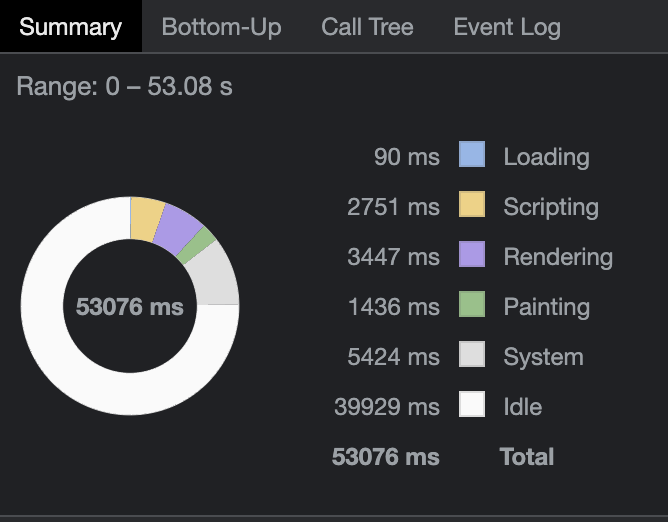 Summary Bottom-Up Call Tree Event Log
Range: 0 – 53.08 s
90 ms Loading
2751 ms Scripting
3447 ms Rendering
53076 ms
1436 ms Painting
5424 ms System
39929 ms Idle
53076 ms Total